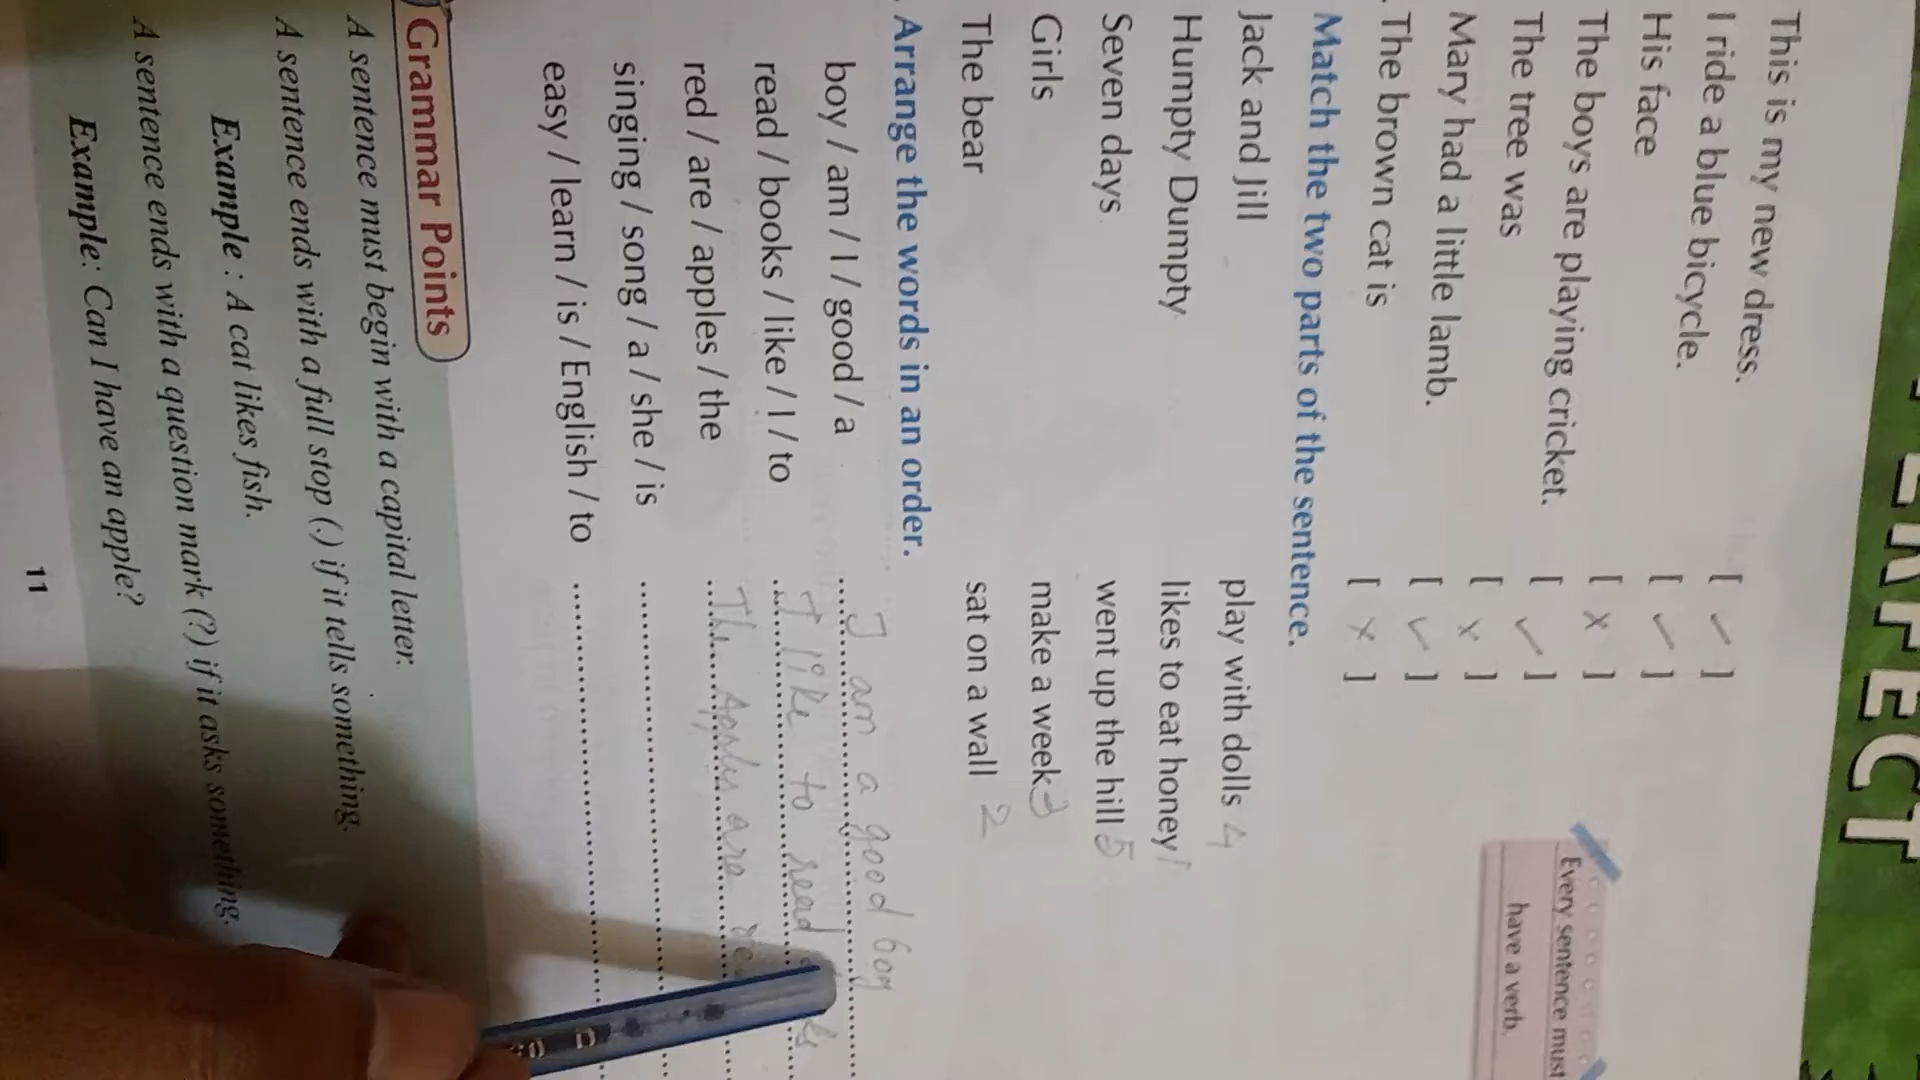 PERFECT
This is my new dress. [ ✓ ]
I ride a blue bicycle. [ ✓ ]
His face [ x ]
The boys are playing cricket. [ ✓ ]
The tree was [ x ]
Mary had a little lamb. [ ✓ ]
The brown cat is [ x ]
Every sentence must
have a verb.
Match the two parts of the sentence.
Jack and Jill play with dolls 4
Humpty Dumpty likes to eat honey
Seven days went up the hill 5
Girls make a week 3
The bear sat on a wall 2
Arrange the words in an order.
boy / am / I / good / a I am a good boy
read / books / like / I / to I like to read
red / are / apples / the The Apples are
singing / song / a / she / is
easy / learn / is / English / to
Grammar Points
A sentence must begin with a capital letter.
A sentence ends with a full stop (.) if it tells something.
Example : A cat likes fish.
A sentence ends with a question mark (?) if it asks something.
Example: Can I have an apple?
11